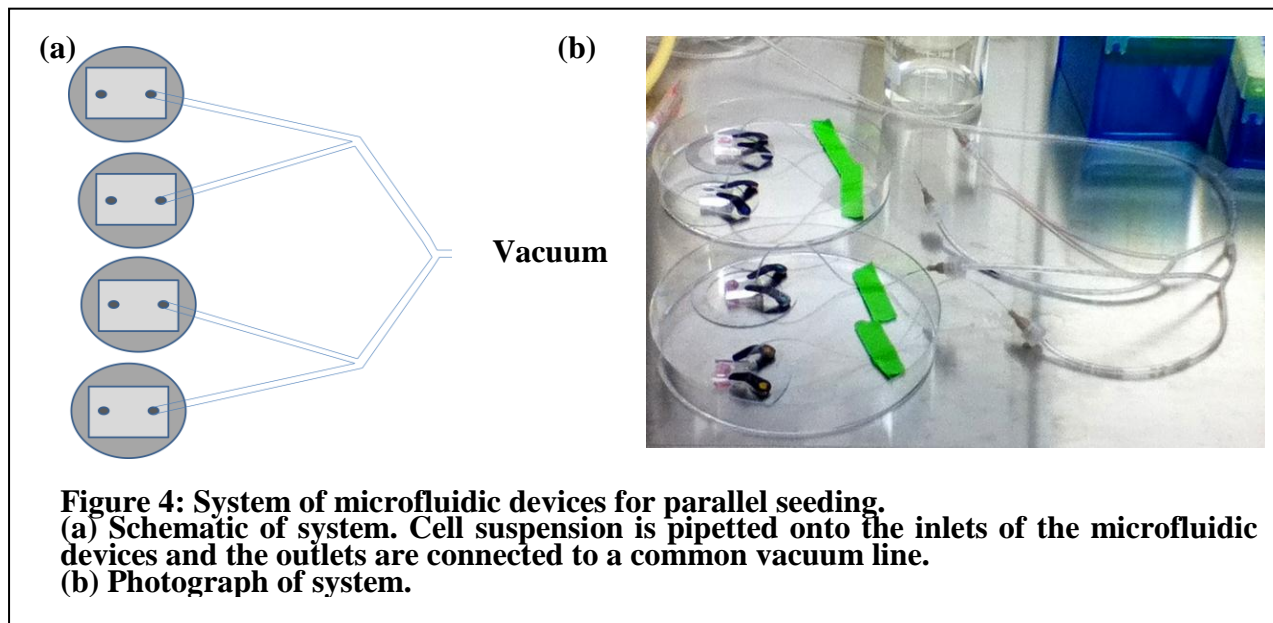 (a)
(b)
Vacuum
Figure 4: System of microfluidic devices for parallel seeding.
(a) Schematic of system. Cell suspension is pipetted onto the inlets of the microfluidic
devices and the outlets are connected to a common vacuum line.
(b) Photograph of system.